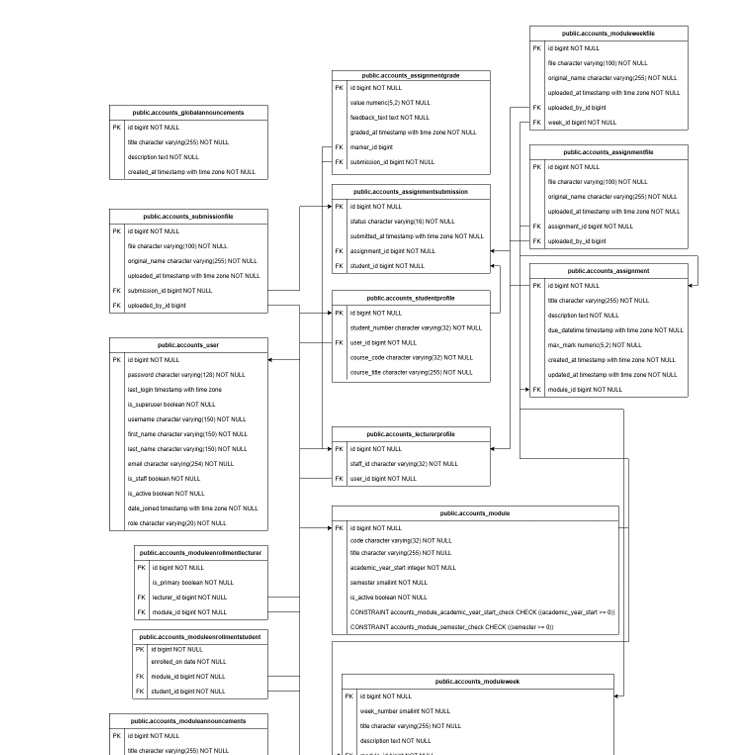 public.accounts_globalannouncements
PK id bigint NOT NULL
title character varying(255) NOT NULL
description text NOT NULL
created_at timestamp with time zone NOT NULL
public.accounts_submissionfile
PK id bigint NOT NULL
file character varying(100) NOT NULL
original_name character varying(255) NOT NULL
uploaded_at timestamp with time zone NOT NULL
FK submission_id bigint NOT NULL
FK uploaded_by_id bigint
public.accounts_user
PK id bigint NOT NULL
password character varying(128) NOT NULL
last_login timestamp with time zone
is_superuser boolean NOT NULL
username character varying(150) NOT NULL
first_name character varying(150) NOT NULL
last_name character varying(150) NOT NULL
email character varying(254) NOT NULL
is_staff boolean NOT NULL
is_active boolean NOT NULL
date_joined timestamp with time zone NOT NULL
role character varying(20) NOT NULL
public.accounts_moduleenrollmentlecturer
PK id bigint NOT NULL
is_primary boolean NOT NULL
FK lecturer_id bigint NOT NULL
FK module_id bigint NOT NULL
public.accounts_moduleenrollmentstudent
PK id bigint NOT NULL
enrolled_on date NOT NULL
FK module_id bigint NOT NULL
FK student_id bigint NOT NULL
public.accounts_moduleannouncements
PK id bigint NOT NULL
title character varying(255) NOT NULL
public.accounts_assignmentgrade
PK id bigint NOT NULL
value numeric(5,2) NOT NULL
feedback_text text NOT NULL
graded_at timestamp with time zone NOT NULL
FK marker_id bigint
FK submission_id bigint NOT NULL
public.accounts_assignmentsubmission
PK id bigint NOT NULL
status character varying(16) NOT NULL
submitted_at timestamp with time zone NOT NULL
FK assignment_id bigint NOT NULL
FK student_id bigint NOT NULL
public.accounts_studentprofile
PK id bigint NOT NULL
student_number character varying(32) NOT NULL
FK user_id bigint NOT NULL
course_code character varying(32) NOT NULL
course_title character varying(255) NOT NULL
public.accounts_lecturerprofile
PK id bigint NOT NULL
staff_id character varying(32) NOT NULL
FK user_id bigint NOT NULL
public.accounts_module
PK id bigint NOT NULL
code character varying(32) NOT NULL
title character varying(255) NOT NULL
academic_year_start integer NOT NULL
semester smallint NOT NULL
is_active boolean NOT NULL
CONSTRAINT accounts_module_academic_year_start_check CHECK ((academic_year_start >= 0))
CONSTRAINT accounts_module_semester_check CHECK ((semester >= 0))
public.accounts_moduleweek
PK id bigint NOT NULL
week_number smallint NOT NULL
title character varying(255) NOT NULL
description text NOT NULL
public.accounts_moduleweekfile
PK id bigint NOT NULL
file character varying(100) NOT NULL
original_name character varying(255) NOT NULL
uploaded_at timestamp with time zone NOT NULL
FK uploaded_by_id bigint
FK week_id bigint NOT NULL
public.accounts_assignmentfile
PK id bigint NOT NULL
file character varying(100) NOT NULL
original_name character varying(255) NOT NULL
uploaded_at timestamp with time zone NOT NULL
FK assignment_id bigint NOT NULL
FK uploaded_by_id bigint
public.accounts_assignment
PK id bigint NOT NULL
title character varying(255) NOT NULL
description text NOT NULL
due_datetime timestamp with time zone NOT NULL
max_mark numeric(5,2) NOT NULL
created_at timestamp with time zone NOT NULL
updated_at timestamp with time zone NOT NULL
FK module_id bigint NOT NULL